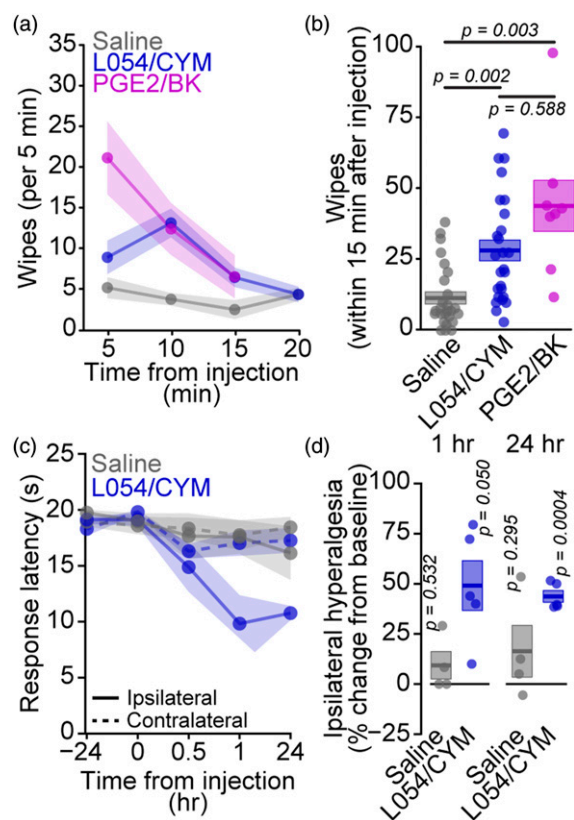 (a)
Saline
L054/CYM
PGE2/BK
Wipes (per 5 min)
35
30
25
20
15
10
5
0
5 10 15 20
Time from injection
(min)
(b)
p = 0.003
p = 0.002
p = 0.588
Wipes
(within 15 min after injection)
100
75
50
25
0
Saline
L054/CYM
PGE2/BK
(c)
Saline
L054/CYM
Response latency (s)
25
20
15
10
5
0
Ipsilateral
Contralateral
−24 0 0.5 1 24
Time from injection
(hr)
(d)
1 hr 24 hr
Ipsilateral hyperalgesia
(% change from baseline)
100
75
50
25
0
−25
p = 0.532
p = 0.050
p = 0.295
p = 0.0004
Saline
L054/CYM
Saline
L054/CYM